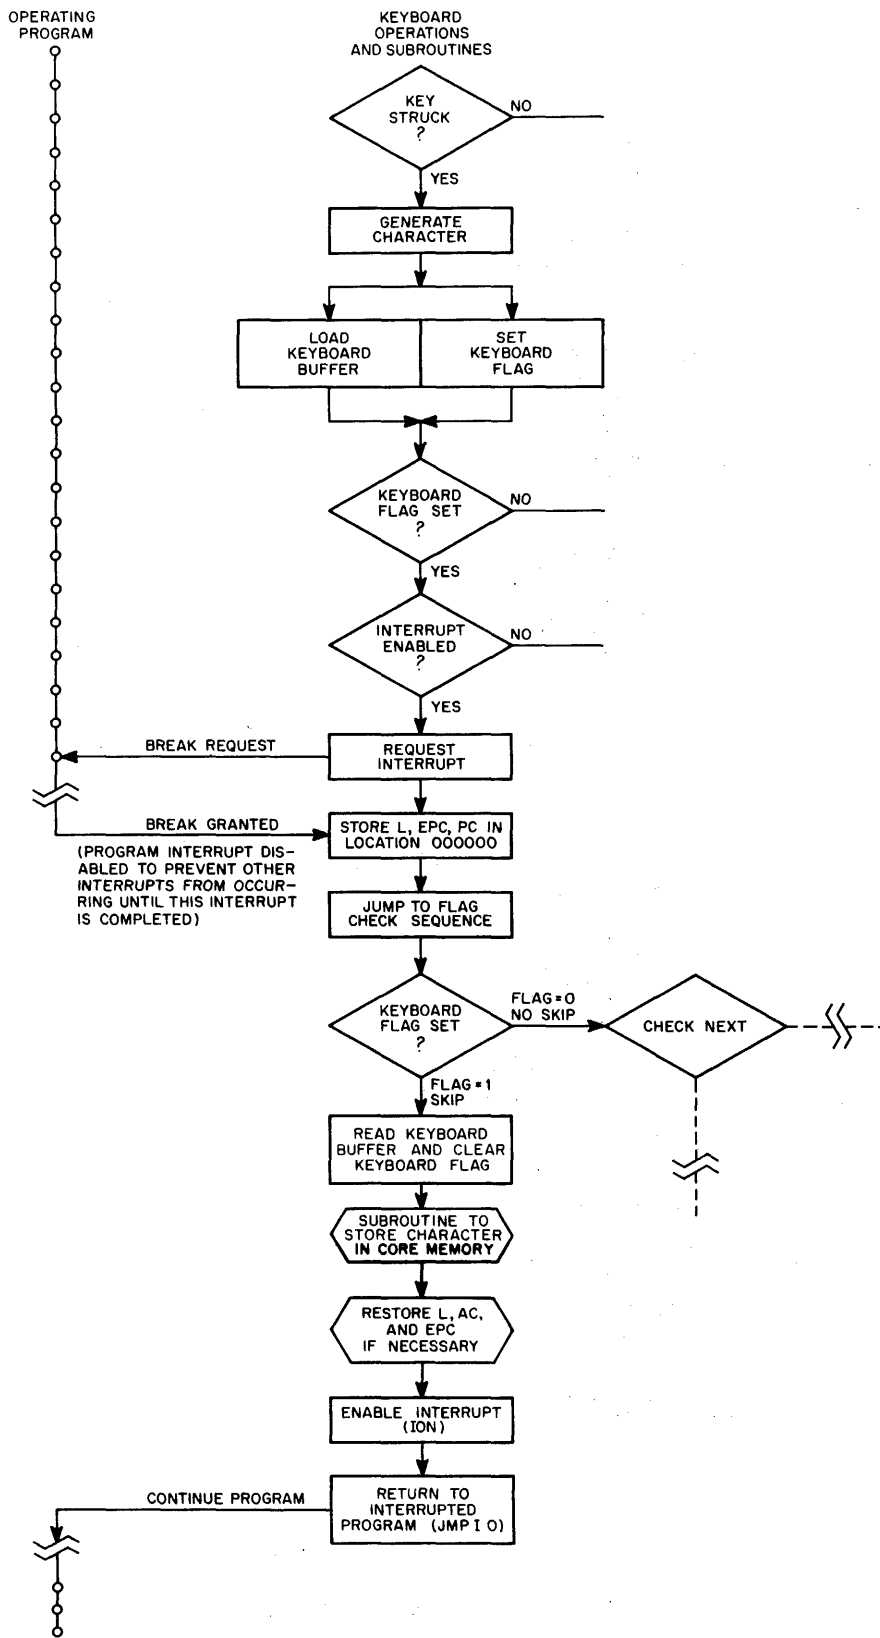 OPERATING
PROGRAM
KEYBOARD
OPERATIONS
AND SUBROUTINES
KEY
STRUCK
?
NO
YES
GENERATE
CHARACTER
LOAD
KEYBOARD
BUFFER
SET
KEYBOARD
FLAG
KEYBOARD
FLAG SET
?
NO
YES
INTERRUPT
ENABLED
?
NO
YES
BREAK REQUEST
REQUEST
INTERRUPT
BREAK GRANTED
(PROGRAM INTERRUPT DIS-
ABLED TO PREVENT OTHER
INTERRUPTS FROM OCCUR-
RING UNTIL THIS INTERRUPT
IS COMPLETED)
STORE L, EPC, PC IN
LOCATION 000000
JUMP TO FLAG
CHECK SEQUENCE
KEYBOARD
FLAG SET
?
FLAG=0
NO SKIP
CHECK NEXT
FLAG=1
SKIP
READ KEYBOARD
BUFFER AND CLEAR
KEYBOARD FLAG
SUBROUTINE TO
STORE CHARACTER
IN CORE MEMORY
RESTORE L, AC,
AND EPC
IF NECESSARY
ENABLE INTERRUPT
(ION)
CONTINUE PROGRAM
RETURN TO
INTERRUPTED
PROGRAM (JMP I 0)